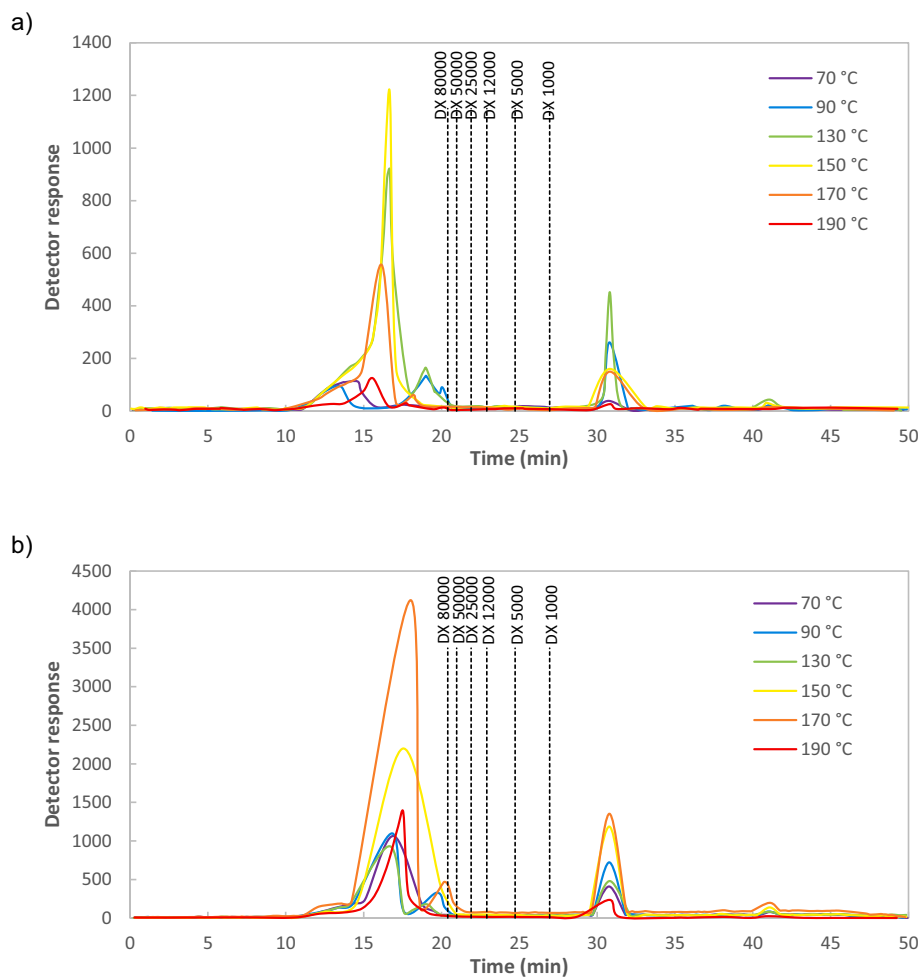 a)
1400
1200
1000
800
600
400
200
0
Detector response
DX 80000
DX 50000
DX 25000
DX 12000
DX 5000
DX 1000
70 °C
90 °C
130 °C
150 °C
170 °C
190 °C
0 5 10 15 20 25 30 35 40 45 50
Time (min)
b)
4500
4000
3500
3000
2500
2000
1500
1000
500
0
Detector response
DX 80000
DX 50000
DX 25000
DX 12000
DX 5000
DX 1000
70 °C
90 °C
130 °C
150 °C
170 °C
190 °C
0 5 10 15 20 25 30 35 40 45 50
Time (min)